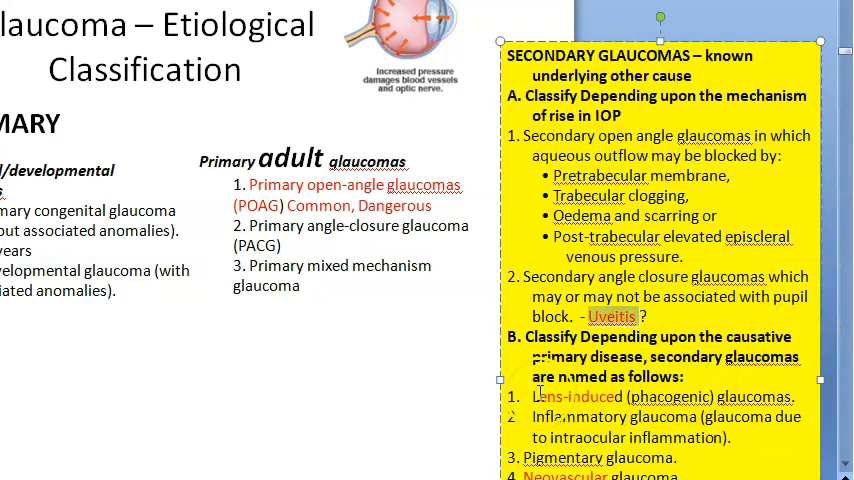 laucoma – Etiological
Classification
Increased pressure
damages blood vessels
and optic nerve.
MARY
l/developmental
s
mary congenital glaucoma
out associated anomalies).
years
velopmental glaucoma (with
iated anomalies).
Primary adult glaucomas
1. Primary open-angle glaucomas
(POAG) Common, Dangerous
2. Primary angle-closure glaucoma
(PACG)
3. Primary mixed mechanism
glaucoma
SECONDARY GLAUCOMAS – known
underlying other cause
A. Classify Depending upon the mechanism
of rise in IOP
1. Secondary open angle glaucomas in which
aqueous outflow may be blocked by:
• Pretrabecular membrane,
• Trabecular clogging,
• Oedema and scarring or
• Post-trabecular elevated episcleral
venous pressure.
2. Secondary angle closure glaucomas which
may or may not be associated with pupil
block. - Uveitis ?
B. Classify Depending upon the causative
primary disease, secondary glaucomas
are named as follows:
1. Lens-induced (phacogenic) glaucomas.
2. Inflammatory glaucoma (glaucoma due
to intraocular inflammation).
3. Pigmentary glaucoma.
4. Neovascular glaucoma